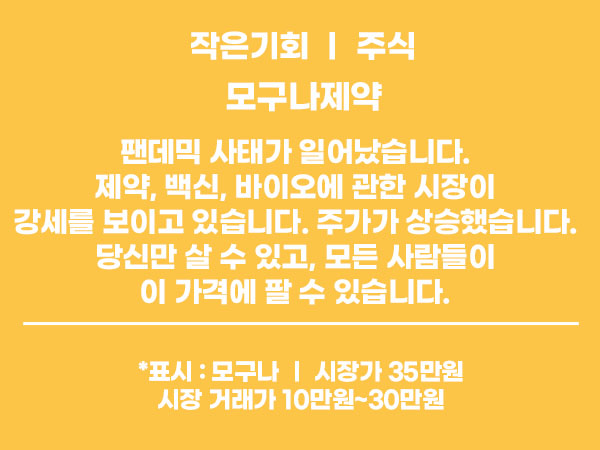 작은기회 ㅣ 주식
모구나제약
팬데믹 사태가 일어났습니다.
제약, 백신, 바이오에 관한 시장이
강세를 보이고 있습니다. 주가가 상승했습니다.
당신만 살 수 있고, 모든 사람들이
이 가격에 팔 수 있습니다.
*표시 : 모구나 ㅣ 시장가 35만원
시장 거래가 10만원~30만원